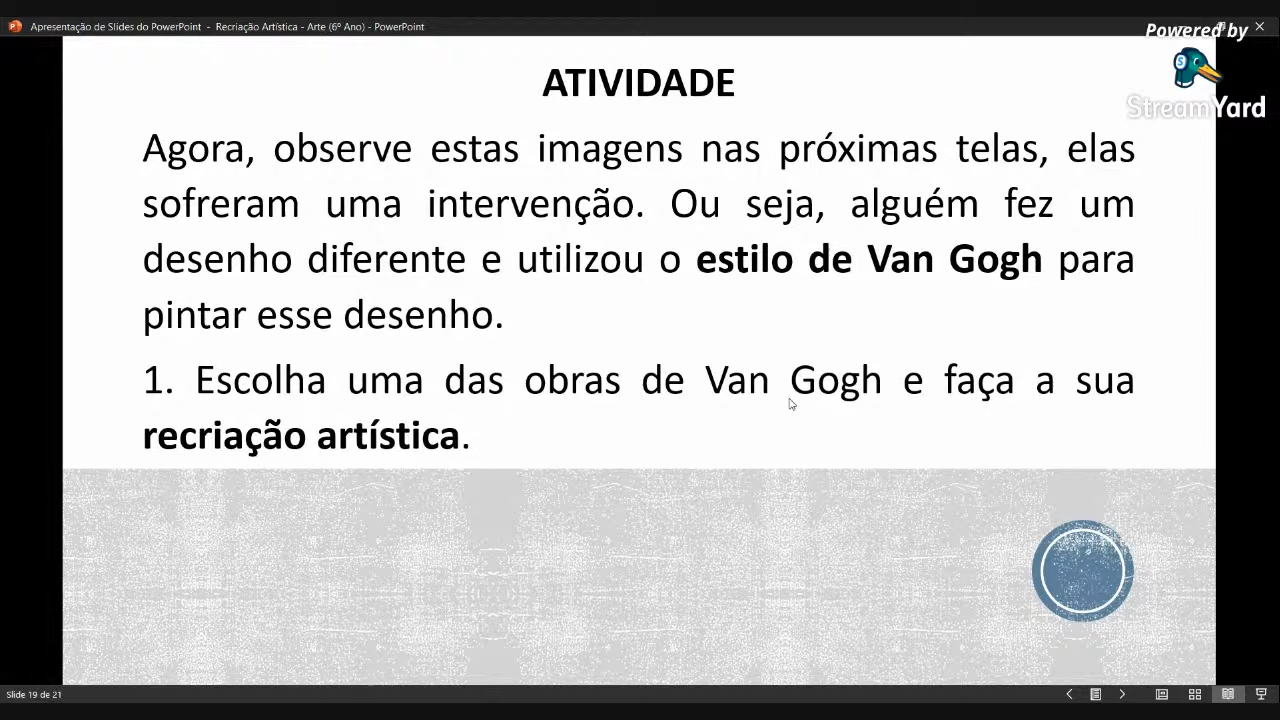 Apresentação de Slides do PowerPoint - Recriação Artística - Arte (6º Ano) - PowerPoint
Powered by
StreamYard
ATIVIDADE
Agora, observe estas imagens nas próximas telas, elas
sofreram uma intervenção. Ou seja, alguém fez um
desenho diferente e utilizou o estilo de Van Gogh para
pintar esse desenho.
1. Escolha uma das obras de Van Gogh e faça a sua
recriação artística.
Slide 19 de 21